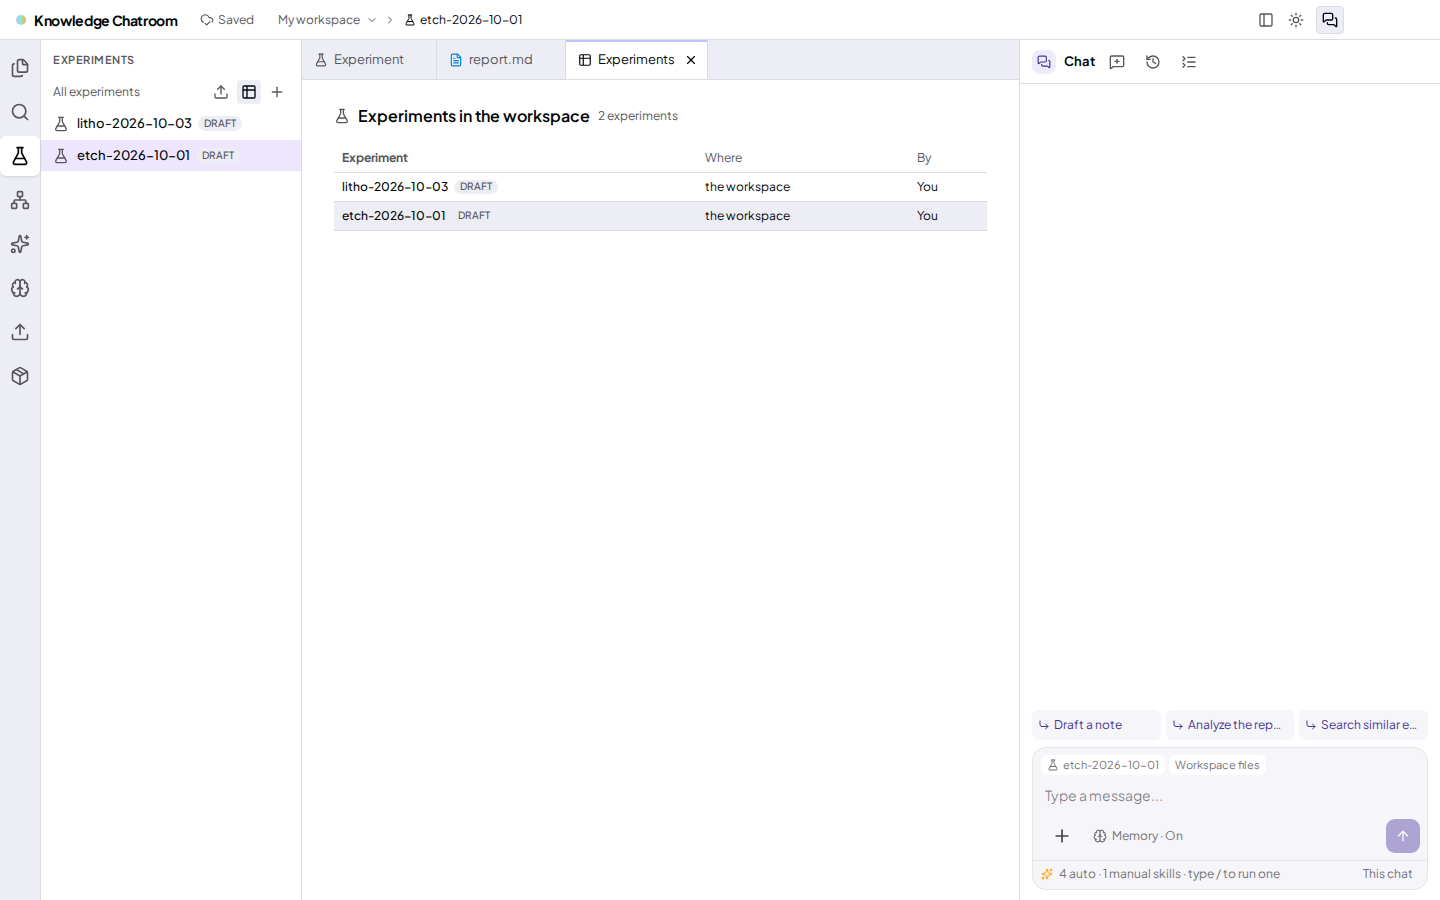 Knowledge Chatroom
Saved
My workspace
etch-2026-10-01
EXPERIMENTS
All experiments
litho-2026-10-03 DRAFT
etch-2026-10-01 DRAFT
Experiment
report.md
Experiments
Experiments in the workspace 2 experiments
Experiment Where By
litho-2026-10-03 DRAFT the workspace You
etch-2026-10-01 DRAFT the workspace You
Chat
Draft a note
Analyze the rep...
Search similar e...
etch-2026-10-01 Workspace files
Type a message...
Memory · On
4 auto · 1 manual skills · type / to run one
This chat